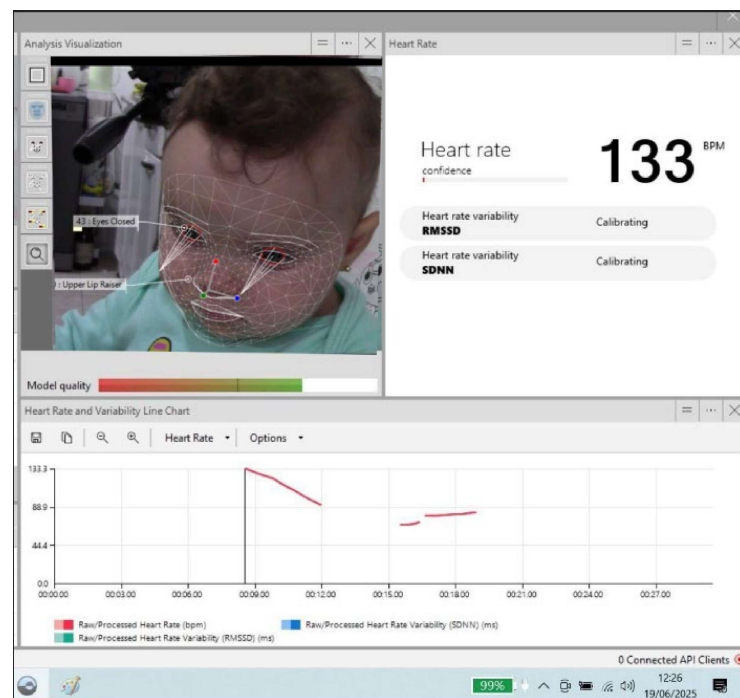 Analysis Visualization
Heart Rate
43 : Eyes Closed
: Upper Lip Raiser
Model quality
Heart rate
confidence
133 BPM
Heart rate variability
RMSSD
Calibrating
Heart rate variability
SDNN
Calibrating
Heart Rate and Variability Line Chart
Heart Rate
Options
133.3
88.9
44.4
0.0
00:00.00 00:03.00 00:06.00 00:09.00 00:12.00 00:15.00 00:18.00 00:21.00 00:24.00 00:27.00
Raw/Processed Heart Rate (bpm)
Raw/Processed Heart Rate Variability (SDNN) (ms)
Raw/Processed Heart Rate Variability (RMSSD) (ms)
0 Connected API Clients
99%
12:26
19/06/2025